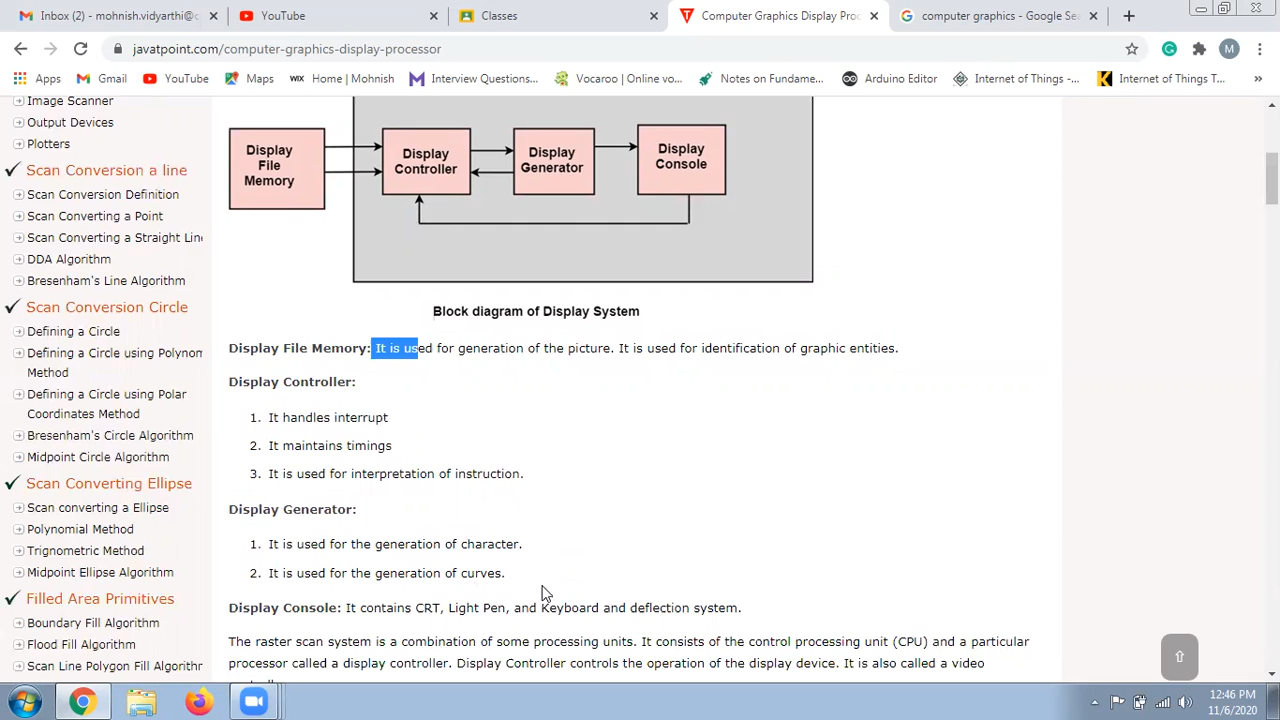 Inbox (2) - mohnish.vidyarthi@c
YouTube
Classes
Computer Graphics Display Proc
computer graphics - Google Sea
javatpoint.com/computer-graphics-display-processor
M
Apps
Gmail
YouTube
Maps
WIX Home | Mohnish
Interview Questions...
Vocaroo | Online vo...
Notes on Fundame...
Arduino Editor
Internet of Things -...
Internet of Things T...
»
Image Scanner
Output Devices
Plotters
Scan Conversion a line
Scan Conversion Definition
Scan Converting a Point
Scan Converting a Straight Line
DDA Algorithm
Bresenham's Line Algorithm
Scan Conversion Circle
Defining a Circle
Defining a Circle using Polynom
Method
Defining a Circle using Polar
Coordinates Method
Bresenham's Circle Algorithm
Midpoint Circle Algorithm
Scan Converting Ellipse
Scan converting a Ellipse
Polynomial Method
Trignometric Method
Midpoint Ellipse Algorithm
Filled Area Primitives
Boundary Fill Algorithm
Flood Fill Algorithm
Scan Line Polygon Fill Algorithm
Display
File
Memory
Display
Controller
Display
Generator
Display
Console
Block diagram of Display System
Display File Memory: It is used for generation of the picture. It is used for identification of graphic entities.
Display Controller:
1. It handles interrupt
2. It maintains timings
3. It is used for interpretation of instruction.
Display Generator:
1. It is used for the generation of character.
2. It is used for the generation of curves.
Display Console: It contains CRT, Light Pen, and Keyboard and deflection system.
The raster scan system is a combination of some processing units. It consists of the control processing unit (CPU) and a particular
processor called a display controller. Display Controller controls the operation of the display device. It is also called a video
12:46 PM
11/6/2020